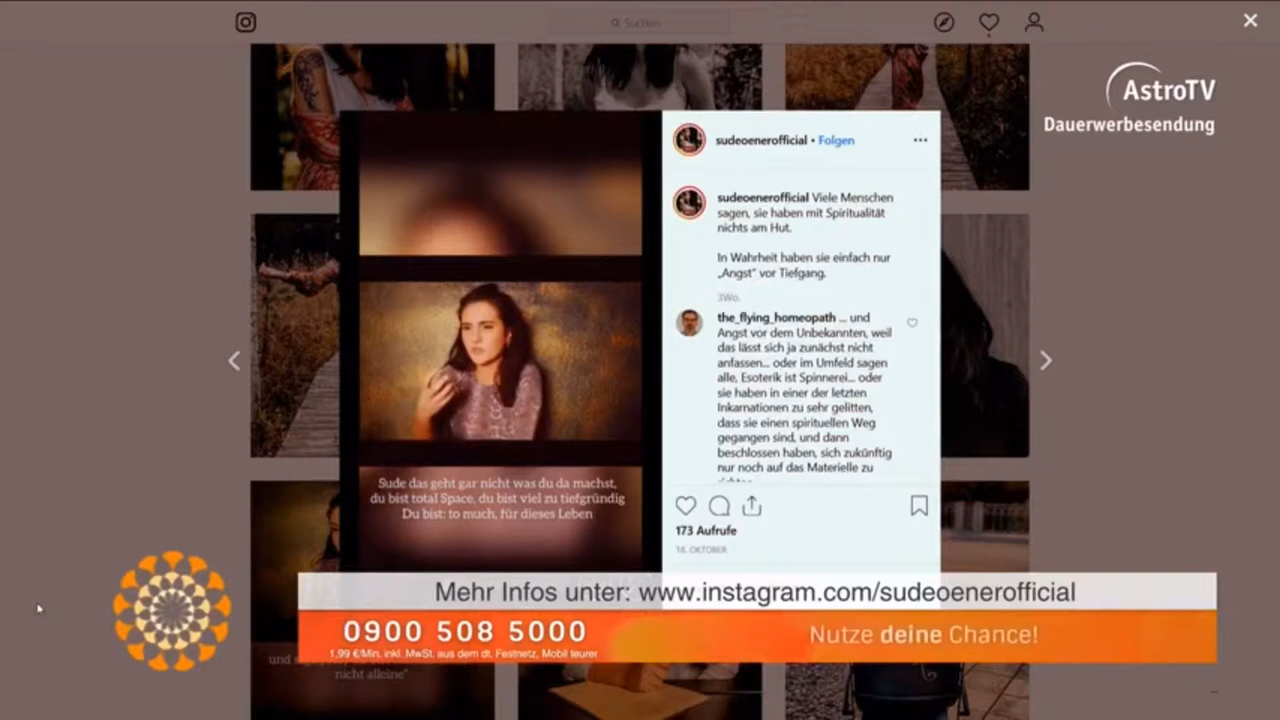 Suchen
AstroTV
Dauerwerbesendung
sudeoenerofficial • Folgen
sudeoenerofficial Viele Menschen
sagen, sie haben mit Spiritualität
nichts am Hut.
In Wahrheit haben sie einfach nur
„Angst“ vor Tiefgang.
3Wo.
the_flying_homeopath ... und
Angst vor dem Unbekannten, weil
das lässt sich ja zunächst nicht
anfassen... oder im Umfeld sagen
alle, Esoterik ist Spinnerei... oder
sie haben in einer der letzten
Inkarnationen zu sehr gelitten,
dass sie einen spirituellen Weg
gegangen sind, und dann
beschlossen haben, sich zukünftig
nur noch auf das Materielle zu
Sude das geht gar nicht was du da machst,
du bist total Space, du bist viel zu tiefgründig
Du bist: to much, für dieses Leben
173 Aufrufe
18. OKTOBER
Mehr Infos unter: www.instagram.com/sudeoenerofficial
0900 508 5000
1,99 €/Min. inkl. MwSt. aus dem dt. Festnetz, Mobil teurer
Nutze deine Chance!
und
nicht alleine"